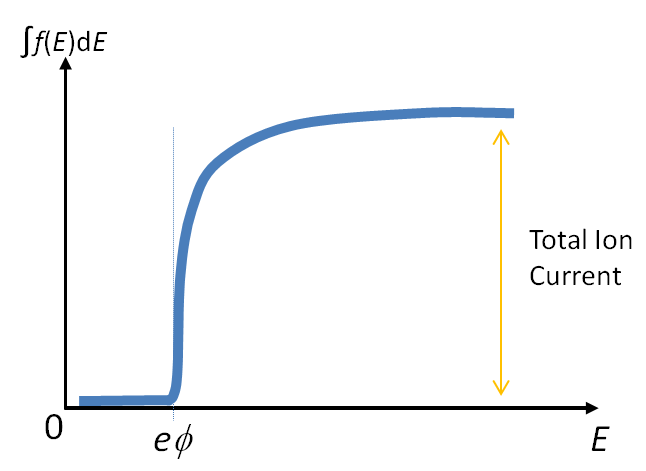 ∫f(E)dE
Total Ion
Current
0
eϕ
E